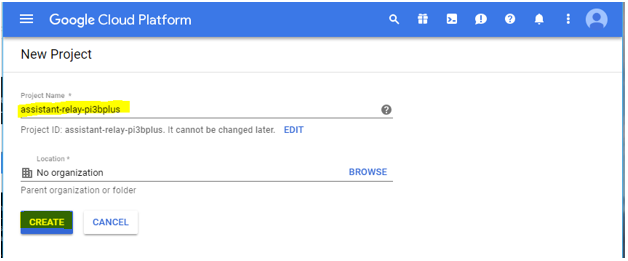 Google Cloud Platform
New Project
Project Name *
assistant-relay-pi3bplus
Project ID: assistant-relay-pi3bplus. It cannot be changed later. EDIT
Location *
No organization BROWSE
Parent organization or folder
CREATE CANCEL